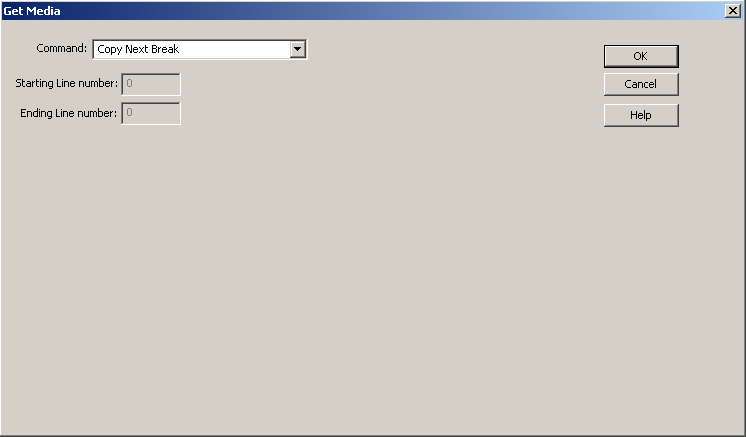 Get Media
Command: Copy Next Break
OK
Starting Line number: 0
Cancel
Ending Line number: 0
Help